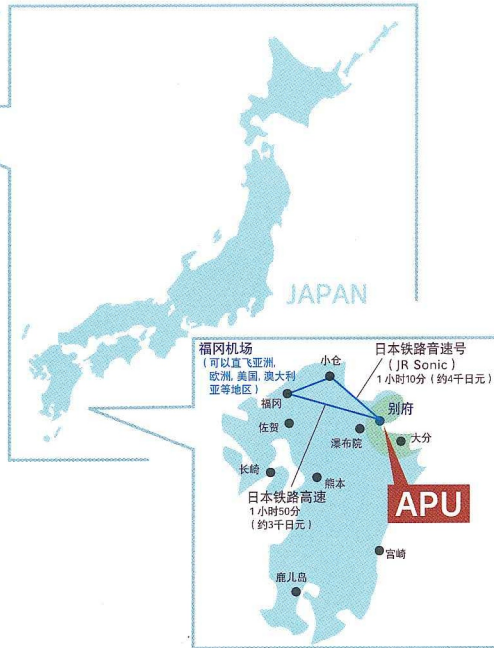 JAPAN
福冈机场
（可以直飞亚洲,
欧洲, 美国, 澳大利
亚等地区）
小仓
日本铁路音速号
（JR Sonic）
1小时10分（约4千日元）
福冈
别府
佐贺
瀑布院
大分
长崎
熊本
日本铁路高速
1小时50分
（约3千日元）
APU
宫崎
鹿儿岛